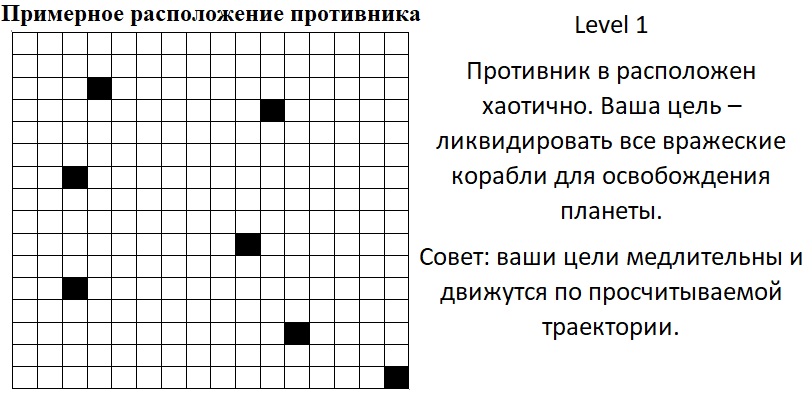 Примерное расположение противника
Level 1
Противник в расположен
хаотично. Ваша цель –
ликвидировать все вражеские
корабли для освобождения
планеты.
Совет: ваши цели медлительны и
движутся по просчитываемой
траектории.